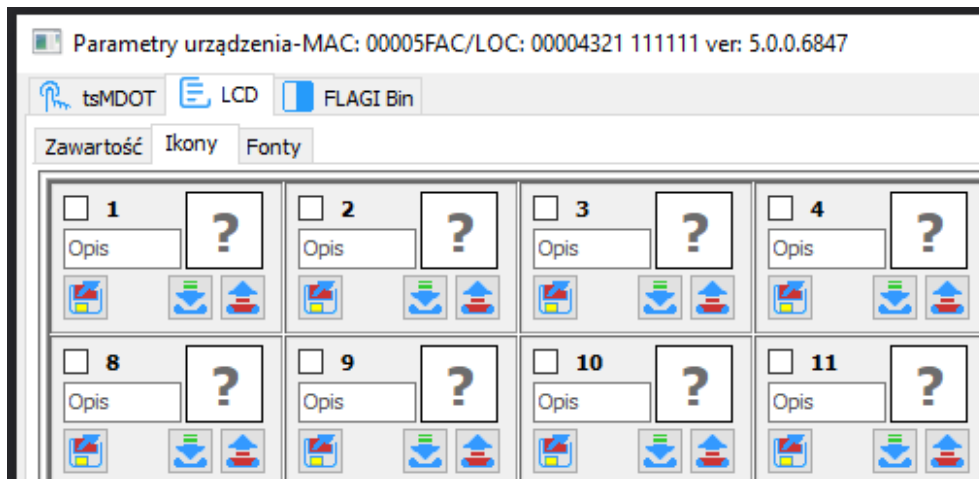 Parametry urządzenia-MAC: 00005FAC/LOC: 00004321 111111 ver: 5.0.0.6847
tsMDOT LCD FLAGI Bin
Zawartość Ikony Fonty
1 ? 2 ? 3 ? 4 ?
Opis Opis Opis Opis
8 ? 9 ? 10 ? 11 ?
Opis Opis Opis Opis